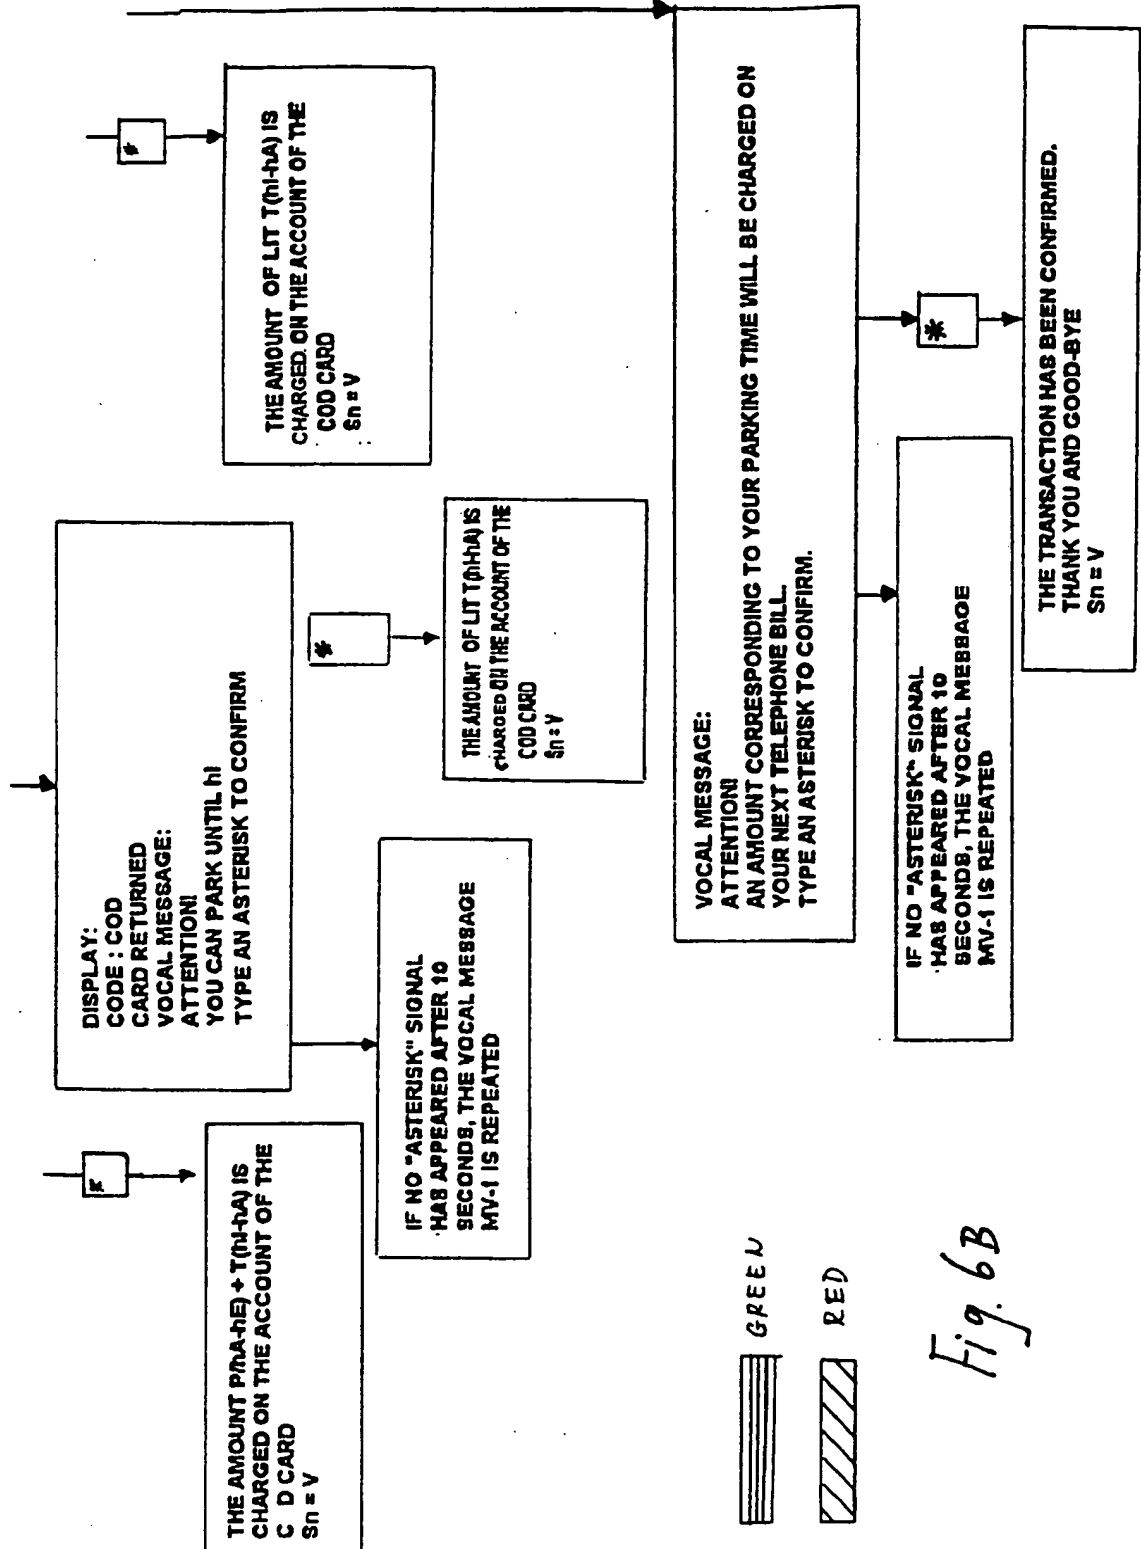 THE AMOUNT P(hA-hE) + T(hI-hA) IS
CHARGED ON THE ACCOUNT OF THE
C D CARD
Sn = V
DISPLAY:
CODE : COD
CARD RETURNED
VOCAL MESSAGE:
ATTENTION!
YOU CAN PARK UNTIL hI
TYPE AN ASTERISK TO CONFIRM
*
THE AMOUNT OF LIT T(hI-hA) IS
CHARGED ON THE ACCOUNT OF THE
COD CARD
Sn = V
IF NO "ASTERISK" SIGNAL
HAS APPEARED AFTER 10
SECONDS, THE VOCAL MESSAGE
MV-1 IS REPEATED
*
THE AMOUNT OF LIT T(hI-hA) IS
CHARGED ON THE ACCOUNT OF THE
COD CARD
Sn = V
VOCAL MESSAGE:
ATTENTION!
AN AMOUNT CORRESPONDING TO YOUR PARKING TIME WILL BE CHARGED ON
YOUR NEXT TELEPHONE BILL.
TYPE AN ASTERISK TO CONFIRM.
IF NO "ASTERISK" SIGNAL
HAS APPEARED AFTER 10
SECONDS, THE VOCAL MESSAGE
MV-1 IS REPEATED
*
THE TRANSACTION HAS BEEN CONFIRMED.
THANK YOU AND GOOD-BYE
Sn = V
GREEN
RED
Fig. 6B